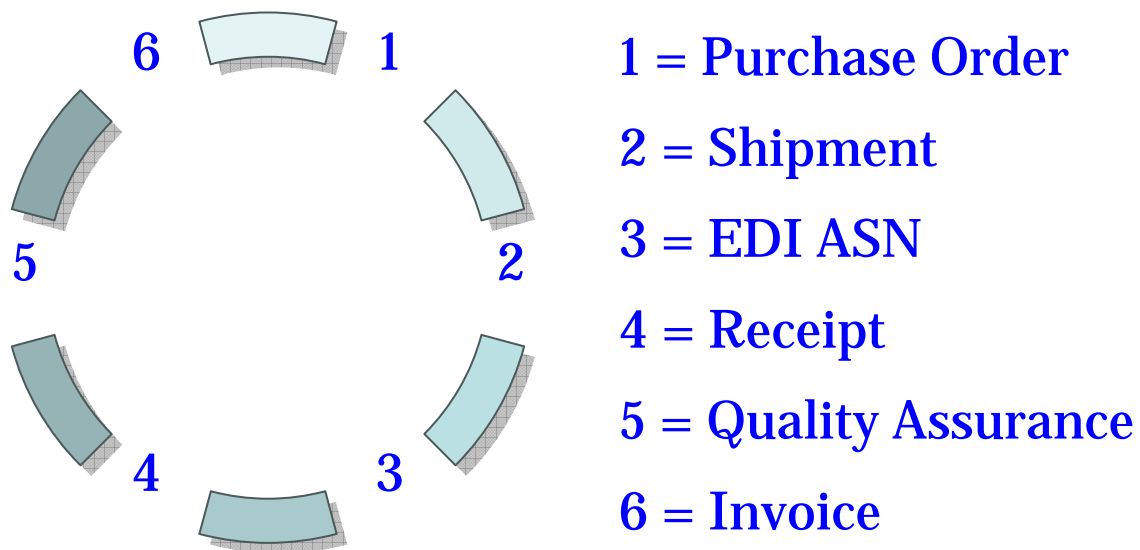 6
1
5
2
4
3
1 = Purchase Order
2 = Shipment
3 = EDI ASN
4 = Receipt
5 = Quality Assurance
6 = Invoice